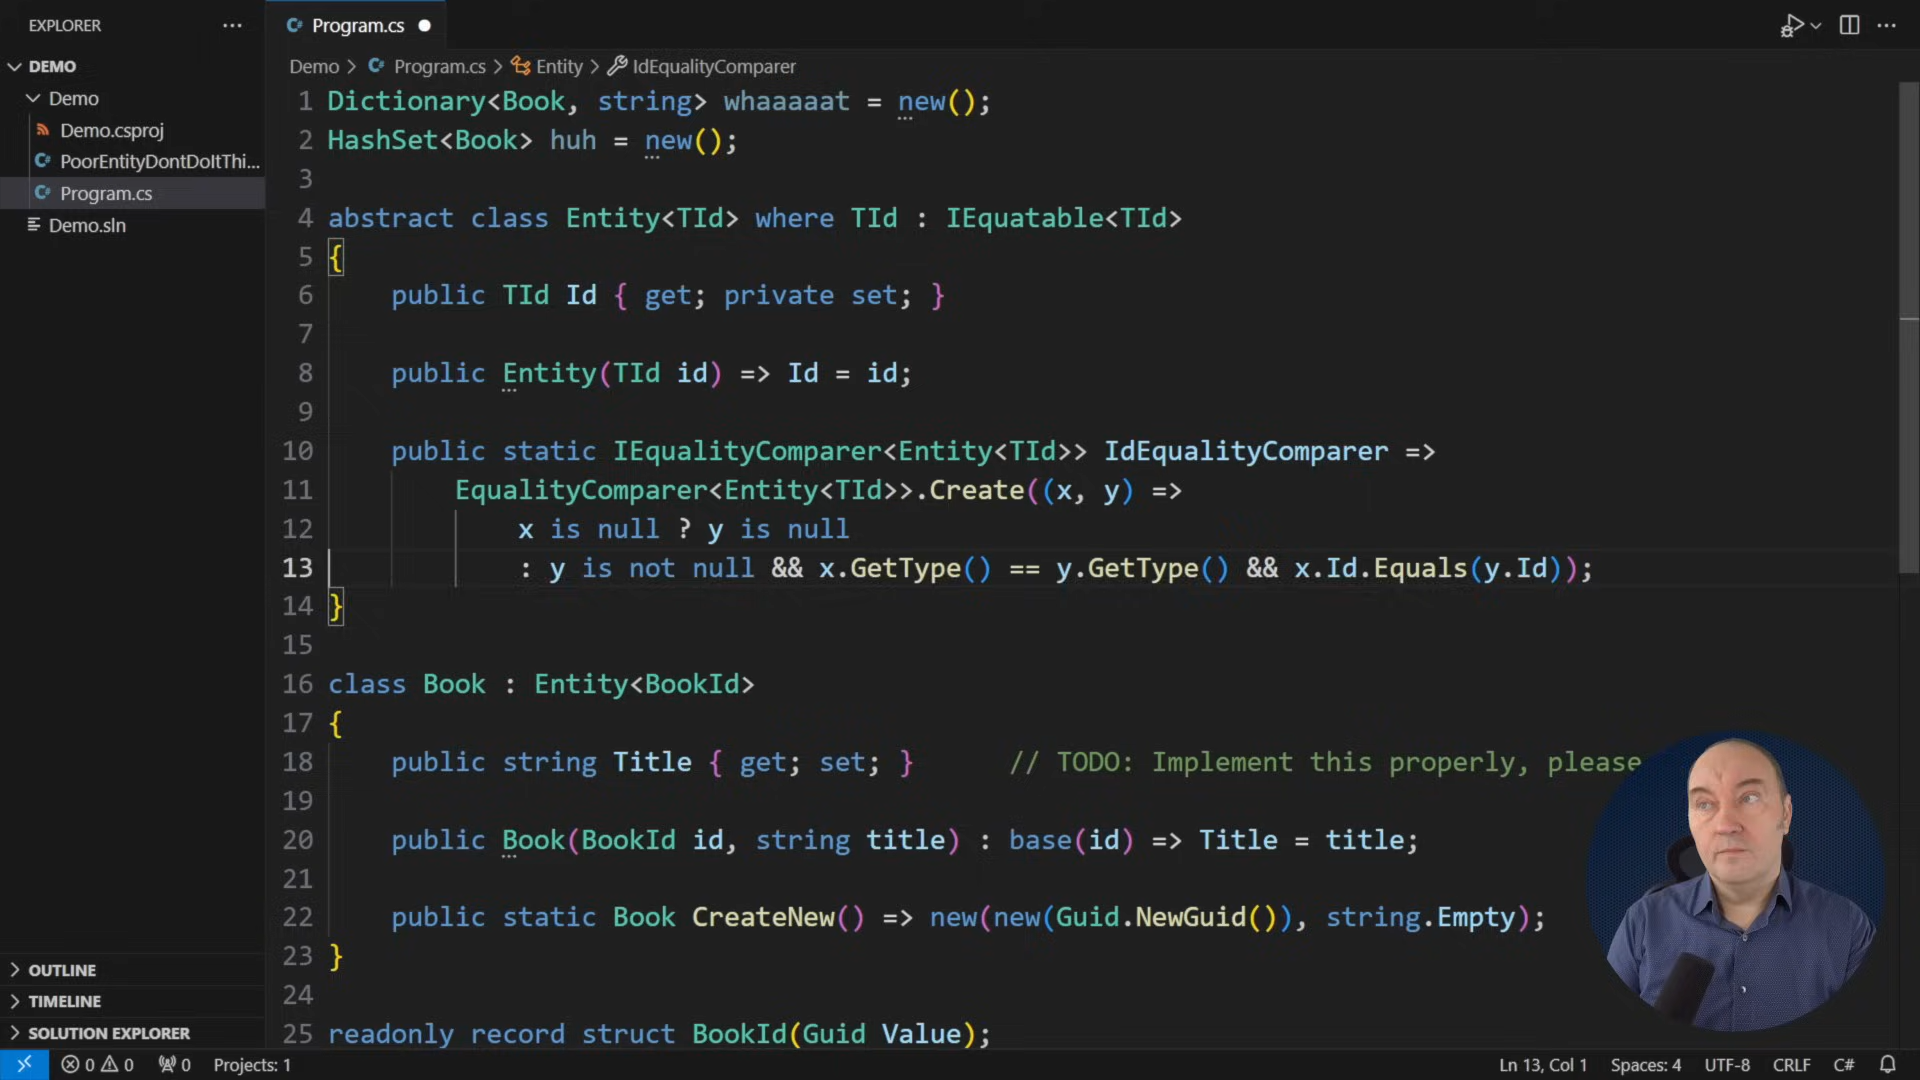 EXPLORER
DEMO
Demo
Demo.csproj
PoorEntityDontDoItThi...
Program.cs
Demo.sln
OUTLINE
TIMELINE
SOLUTION EXPLORER
Program.cs
Demo > Program.cs > Entity > IdEqualityComparer
1 Dictionary<Book, string> whaaaaat = new();
2 HashSet<Book> huh = new();
3
4 abstract class Entity<TId> where TId : IEquatable<TId>
5 {
6 public TId Id { get; private set; }
7
8 public Entity(TId id) => Id = id;
9
10 public static IEqualityComparer<Entity<TId>> IdEqualityComparer =>
11 EqualityComparer<Entity<TId>>.Create((x, y) =>
12 x is null ? y is null
13 : y is not null && x.GetType() == y.GetType() && x.Id.Equals(y.Id));
14 }
15
16 class Book : Entity<BookId>
17 {
18 public string Title { get; set; } // TODO: Implement this properly, please
19
20 public Book(BookId id, string title) : base(id) => Title = title;
21
22 public static Book CreateNew() => new(new(Guid.NewGuid()), string.Empty);
23 }
24
25 readonly record struct BookId(Guid Value);
0 0 0 Projects: 1 Ln 13, Col 1 Spaces: 4 UTF-8 CRLF C#